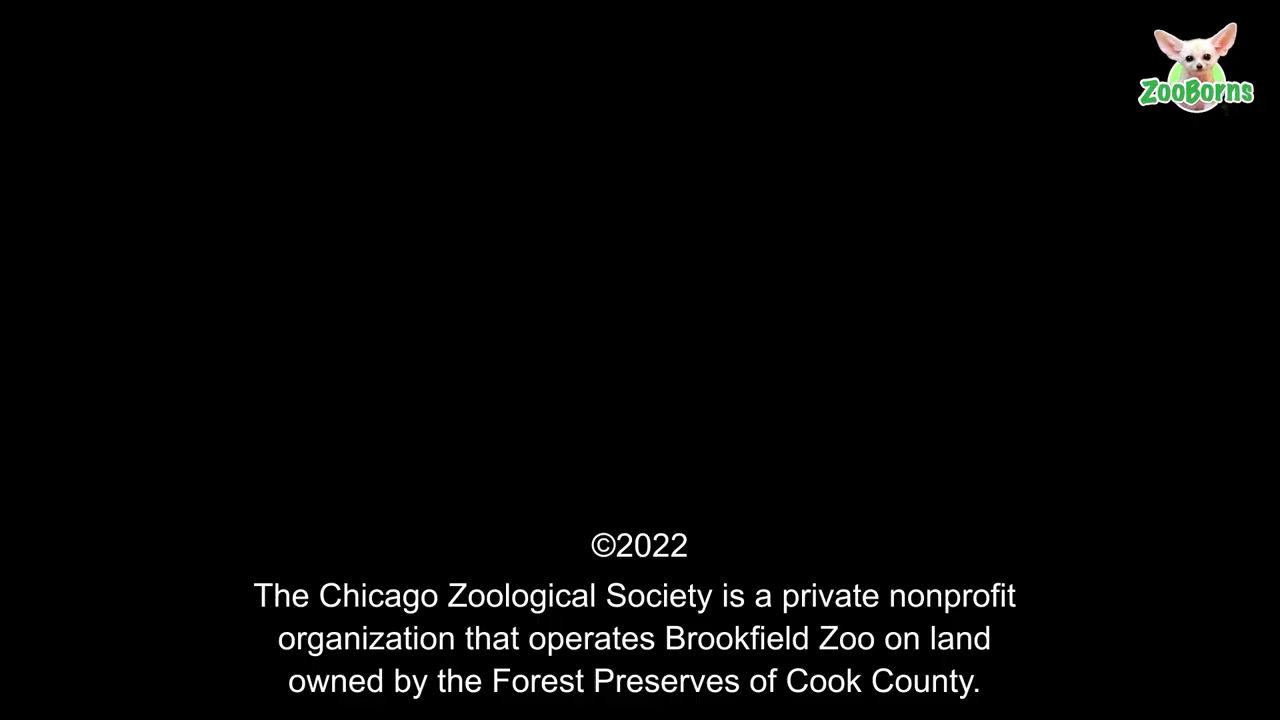 ZooBorns
©2022
The Chicago Zoological Society is a private nonprofit
organization that operates Brookfield Zoo on land
owned by the Forest Preserves of Cook County.